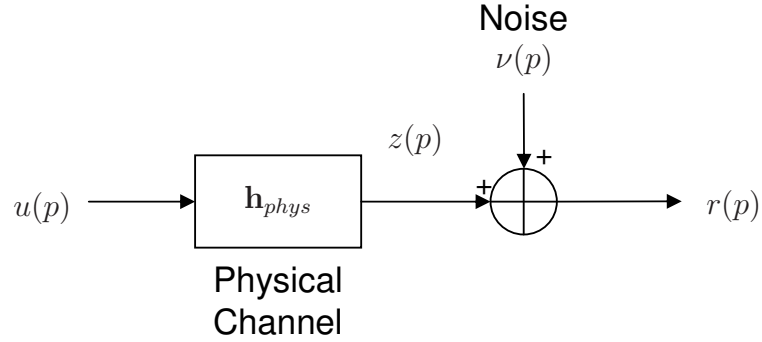 Noise
ν(p)
z(p)
+
+
u(p)
h_phys
r(p)
Physical
Channel